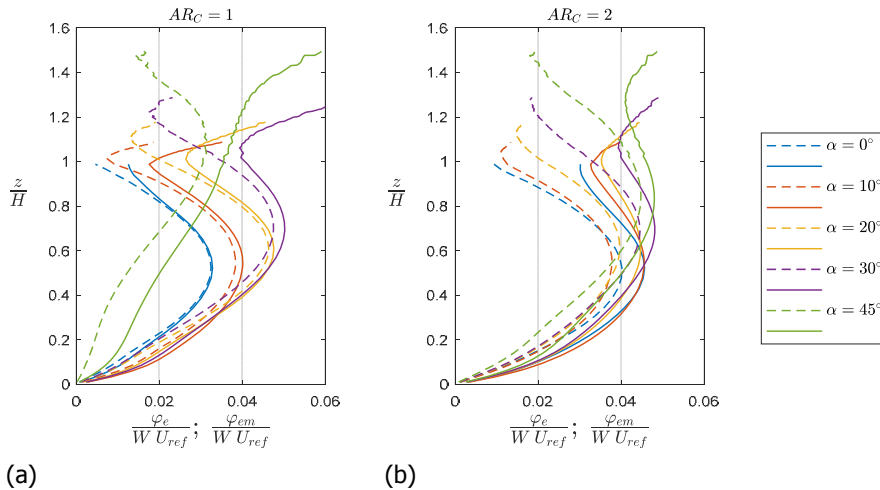 AR_C = 1
AR_C = 2
1.6
1.4
1.2
1
0.8
0.6
0.4
0.2
0
z/H
0 0.02 0.04 0.06
φ_e / W U_ref ; φ_em / W U_ref
(a)
1.6
1.4
1.2
1
0.8
0.6
0.4
0.2
0
z/H
0 0.02 0.04 0.06
φ_e / W U_ref ; φ_em / W U_ref
(b)
α = 0°
α = 10°
α = 20°
α = 30°
α = 45°